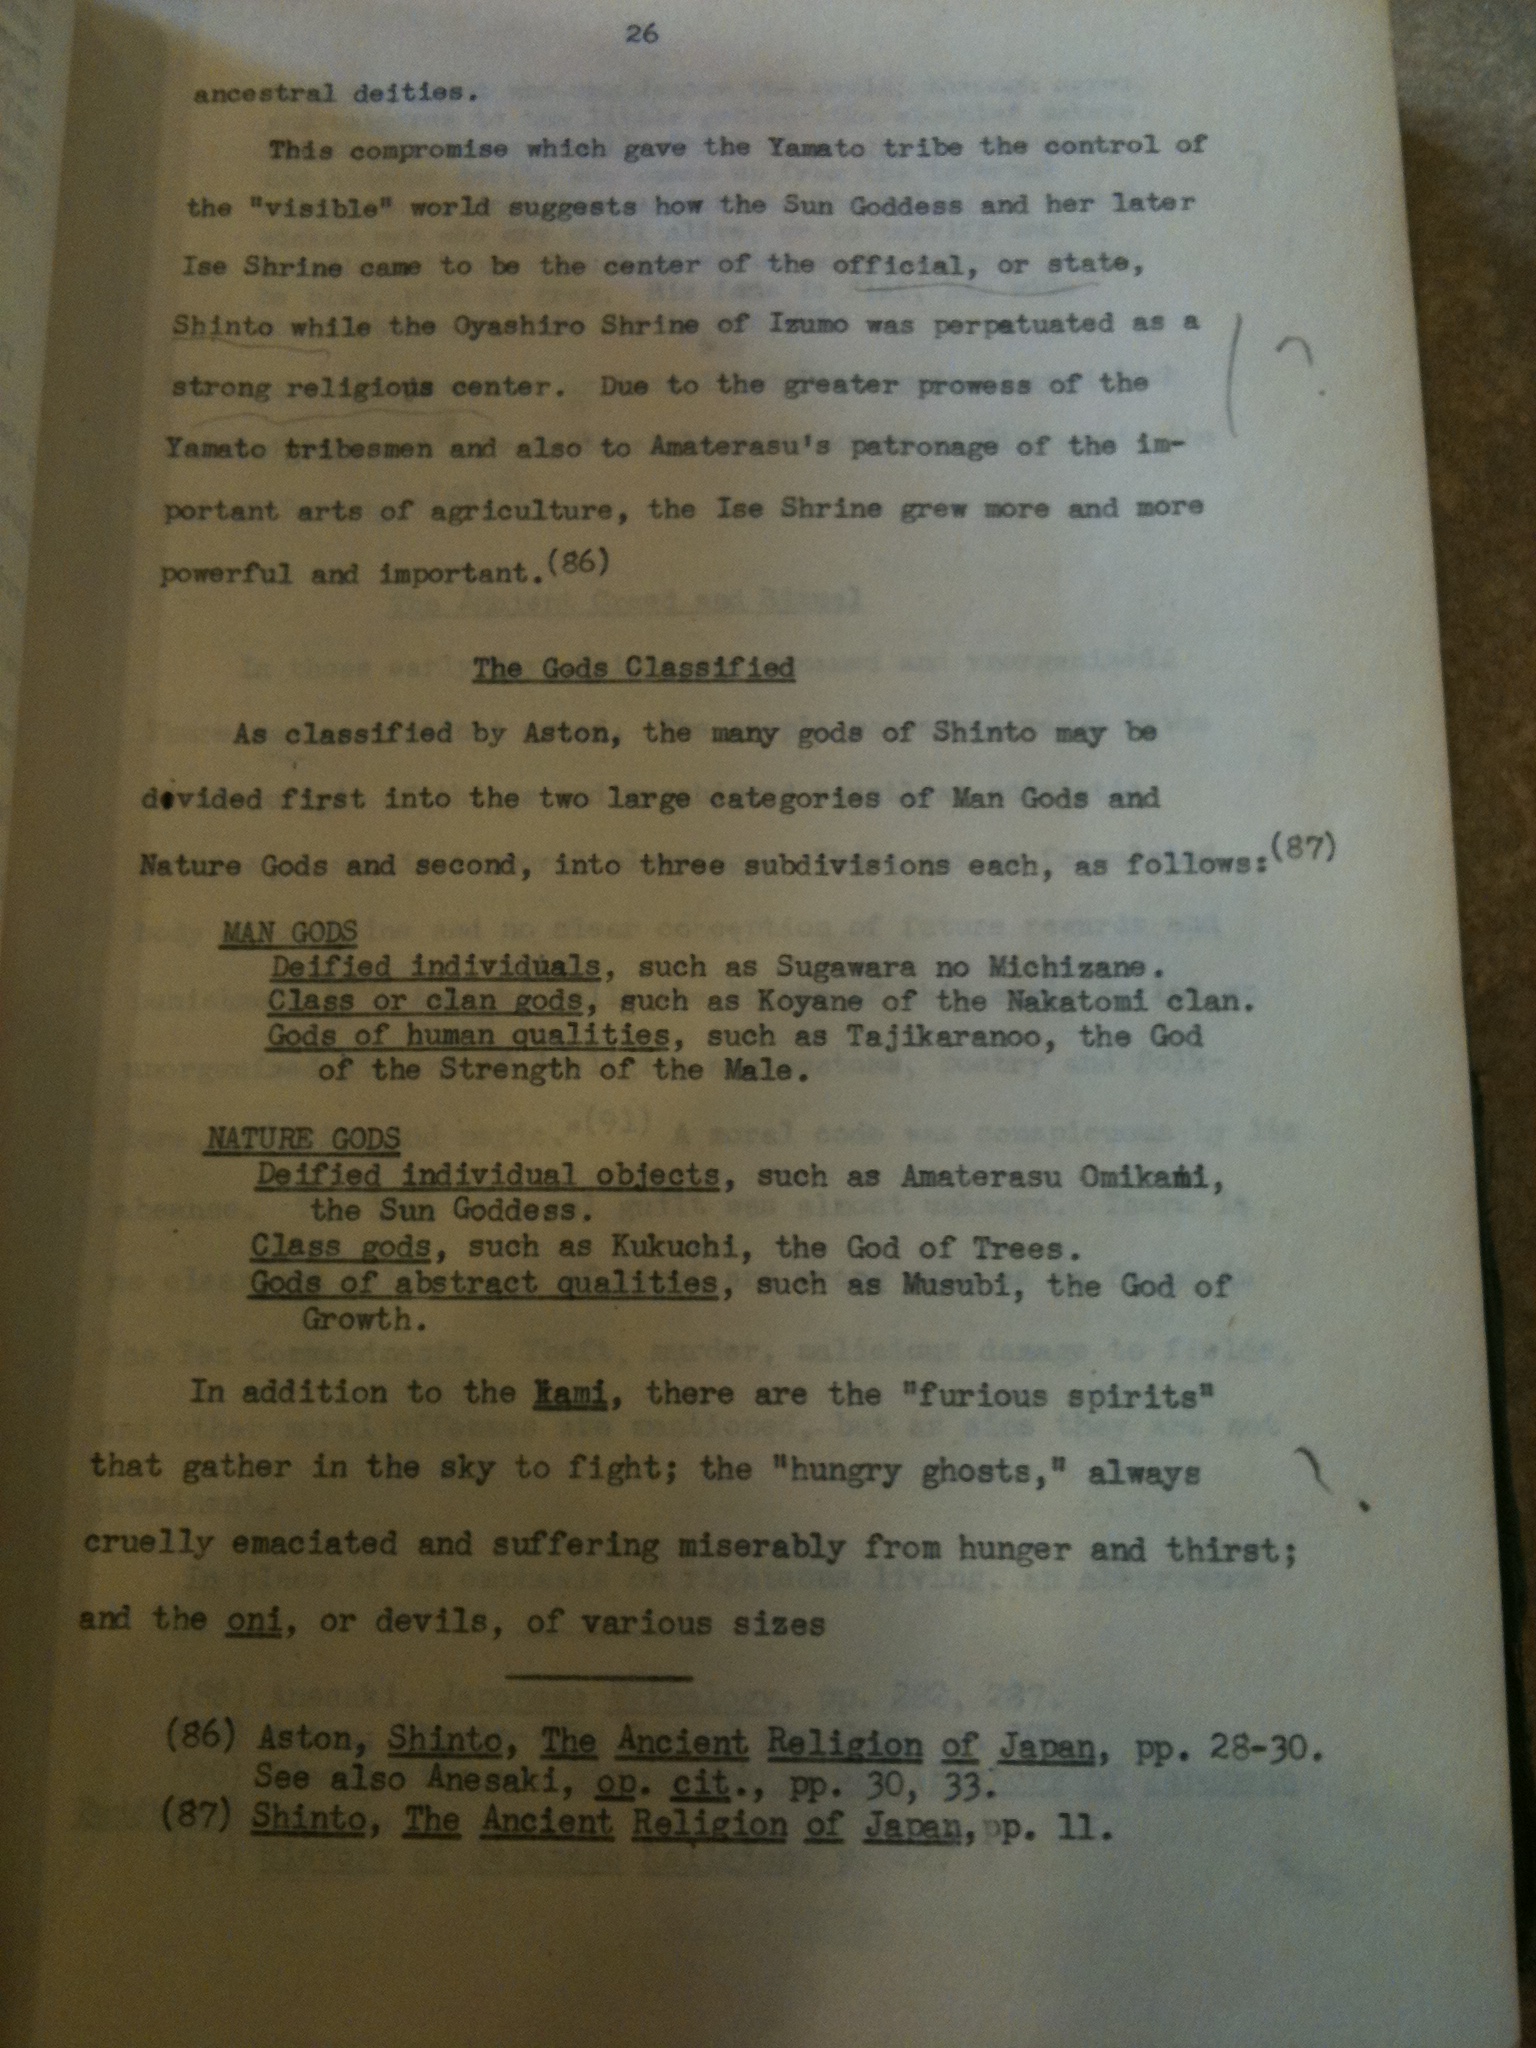 26
ancestral deities.
This compromise which gave the Yamato tribe the control of
the "visible" world suggests how the Sun Goddess and her later
Ise Shrine came to be the center of the official, or state,
Shinto while the Oyashiro Shrine of Izumo was perpetuated as a
strong religious center. Due to the greater prowess of the
Yamato tribesmen and also to Amaterasu's patronage of the im-
portant arts of agriculture, the Ise Shrine grew more and more
powerful and important.(86)
?
The Gods Classified
As classified by Aston, the many gods of Shinto may be
divided first into the two large categories of Man Gods and
Nature Gods and second, into three subdivisions each, as follows:(87)
MAN GODS
Deified individuals, such as Sugawara no Michizane.
Class or clan gods, such as Koyane of the Nakatomi clan.
Gods of human qualities, such as Tajikaranoo, the God
of the Strength of the Male.
NATURE GODS
Deified individual objects, such as Amaterasu Omikami,
the Sun Goddess.
Class gods, such as Kukuchi, the God of Trees.
Gods of abstract qualities, such as Musubi, the God of
Growth.
In addition to the kami, there are the "furious spirits"
that gather in the sky to fight; the "hungry ghosts," always
?
cruelly emaciated and suffering miserably from hunger and thirst;
and the oni, or devils, of various sizes
(86) Aston, Shinto, The Ancient Religion of Japan, pp. 28-30.
See also Anesaki, op. cit., pp. 30, 33.
(87) Shinto, The Ancient Religion of Japan, pp. 11.